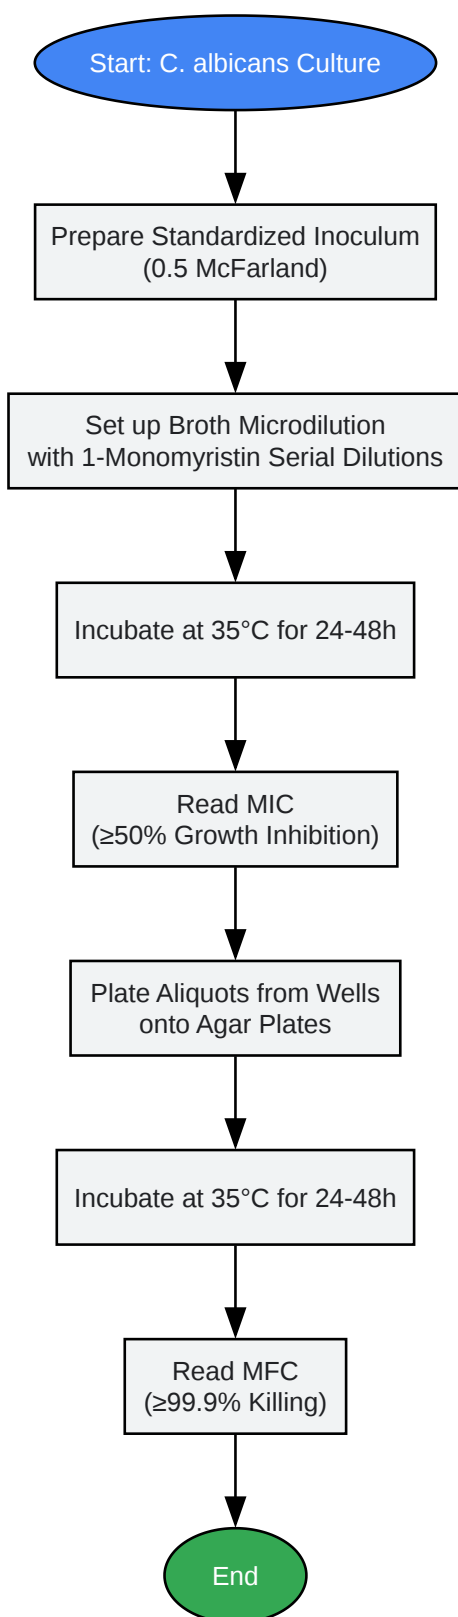 Start: C. albicans Culture
Prepare Standardized Inoculum
(0.5 McFarland)
Set up Broth Microdilution
with 1-Monomyristin Serial Dilutions
Incubate at 35°C for 24-48h
Read MIC
(≥50% Growth Inhibition)
Plate Aliquots from Wells
onto Agar Plates
Incubate at 35°C for 24-48h
Read MFC
(≥99.9% Killing)
End